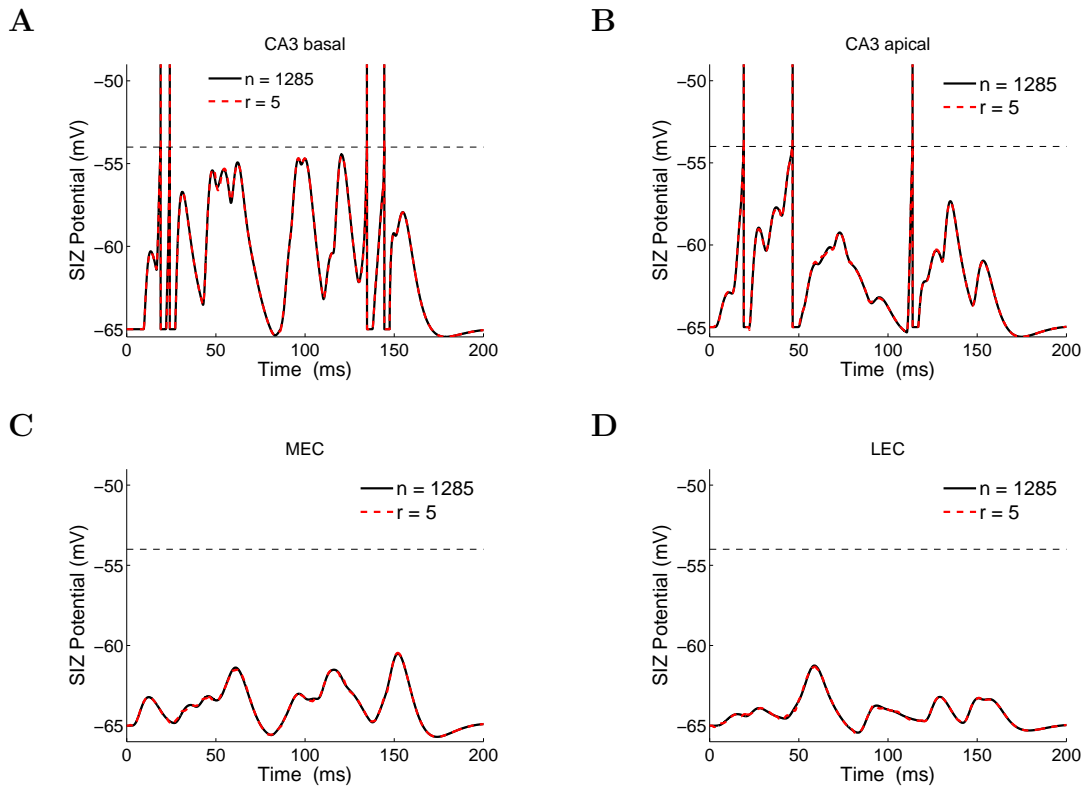 A
CA3 basal
SIZ Potential (mV)
−50
−55
−60
−65
n = 1285
r = 5
0 50 100 150 200
Time (ms)
B
CA3 apical
SIZ Potential (mV)
−50
−55
−60
−65
n = 1285
r = 5
0 50 100 150 200
Time (ms)
C
MEC
SIZ Potential (mV)
−50
−55
−60
−65
n = 1285
r = 5
0 50 100 150 200
Time (ms)
D
LEC
SIZ Potential (mV)
−50
−55
−60
−65
n = 1285
r = 5
0 50 100 150 200
Time (ms)